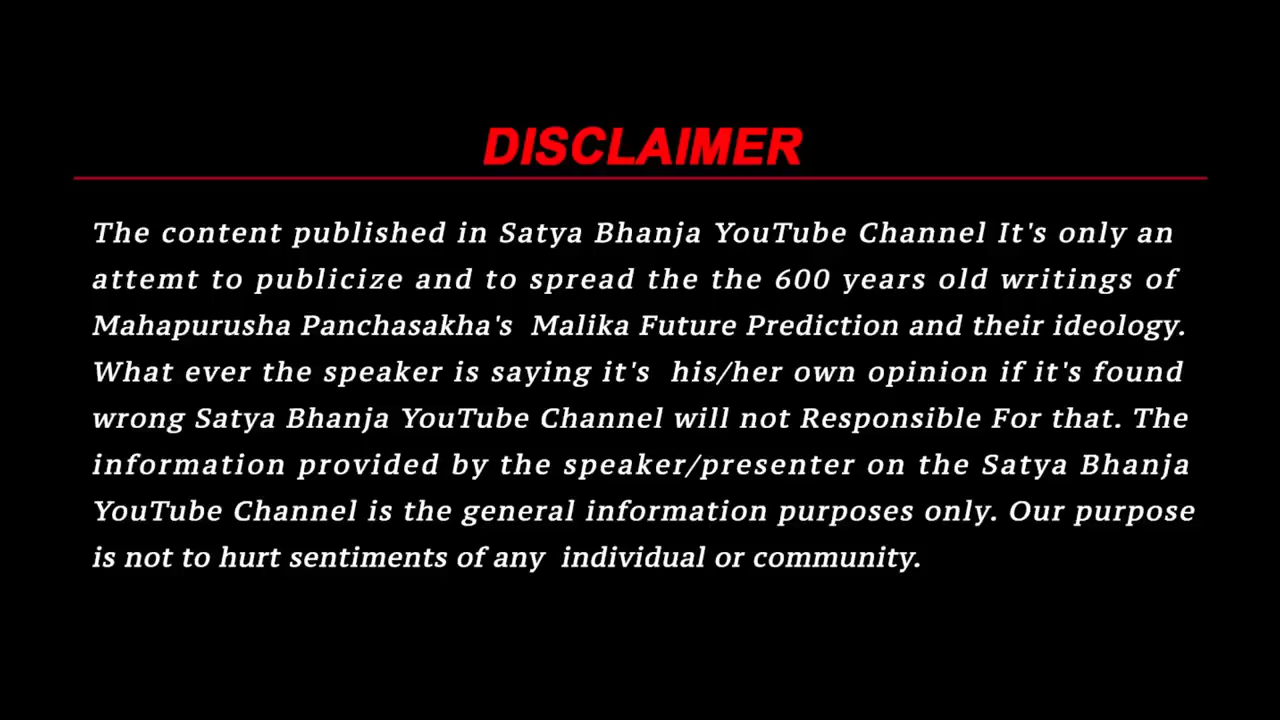 DISCLAIMER
The content published in Satya Bhanja YouTube Channel It's only an
attemt to publicize and to spread the the 600 years old writings of
Mahapurusha Panchasakha's Malika Future Prediction and their ideology.
What ever the speaker is saying it's his/her own opinion if it's found
wrong Satya Bhanja YouTube Channel will not Responsible For that. The
information provided by the speaker/presenter on the Satya Bhanja
YouTube Channel is the general information purposes only. Our purpose
is not to hurt sentiments of any individual or community.